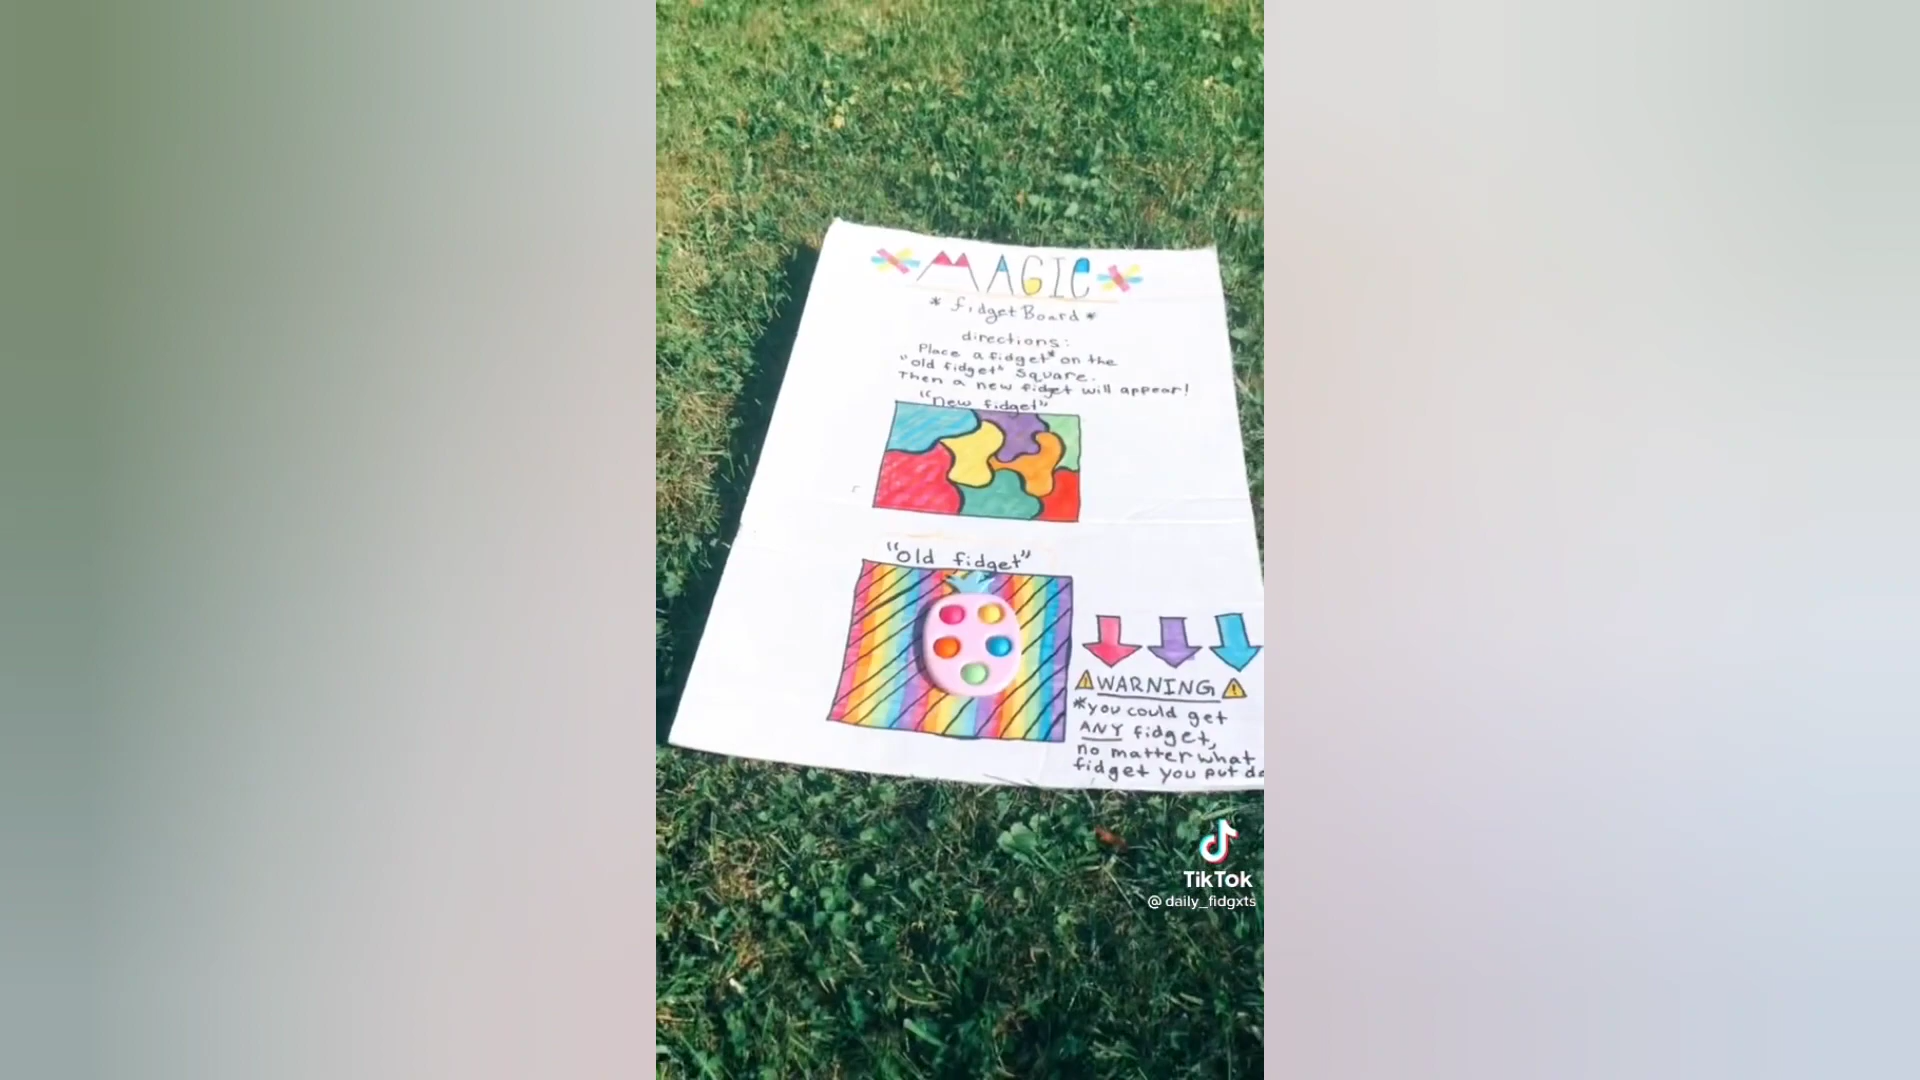 MAGIC
* fidget Board *
directions:
Place a fidget* on the
"old fidget" square.
Then a new fidget will appear!
"New fidget"
"Old fidget"
WARNING
*you could get
ANY fidget,
no matter what
fidget you put do
TikTok
@daily_fidgxts